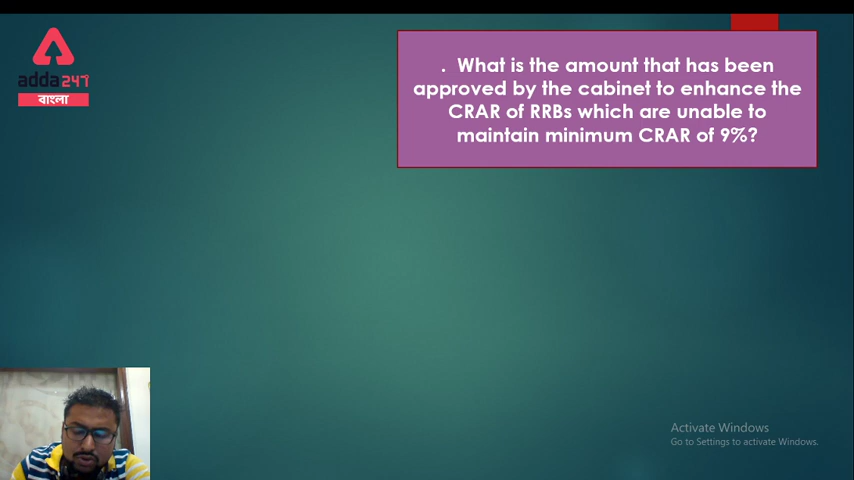 adda247
বাংলা
. What is the amount that has been
approved by the cabinet to enhance the
CRAR of RRBs which are unable to
maintain minimum CRAR of 9%?
Activate Windows
Go to Settings to activate Windows.